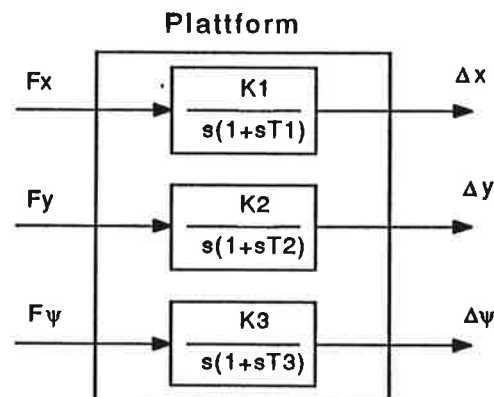 Plattform
Fx
K1
s(1+sT1)
Δx
Fy
K2
s(1+sT2)
Δy
Fψ
K3
s(1+sT3)
Δψ